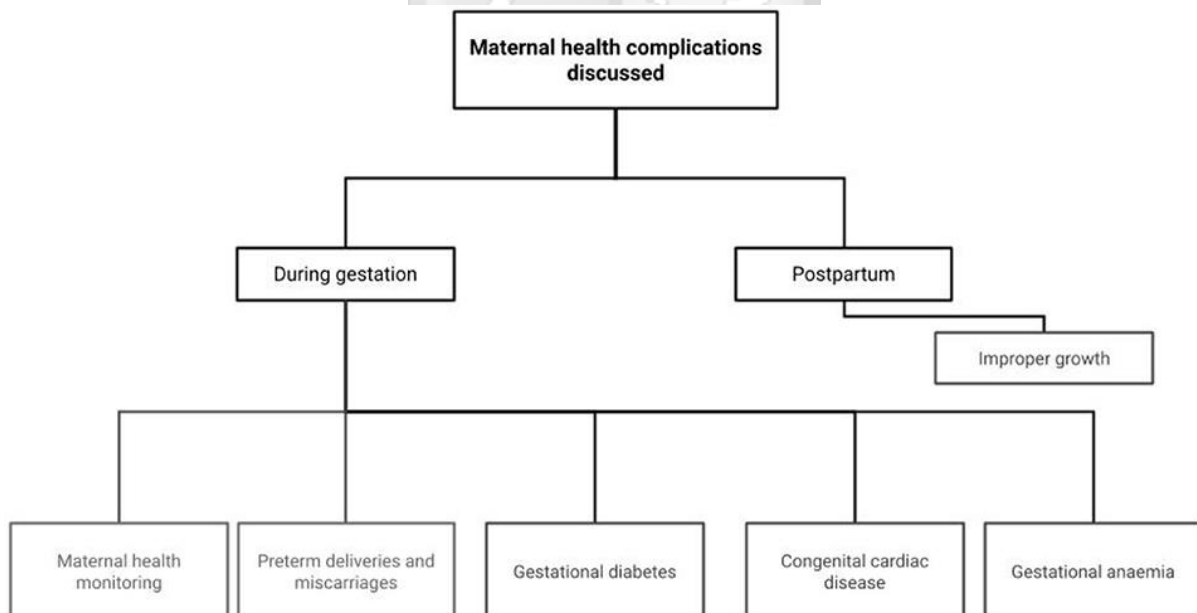 Maternal health complications
discussed
During gestation
Postpartum
Improper growth
Maternal health
monitoring
Preterm deliveries and
miscarriages
Gestational diabetes
Congenital cardiac
disease
Gestational anaemia